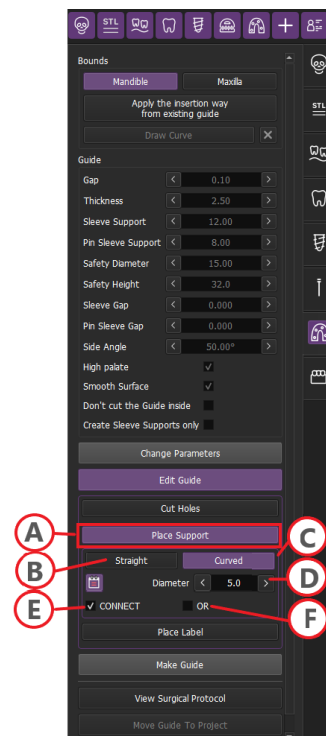 STL
Bounds
Mandible Maxilla
Apply the insertion way
from existing guide
Draw Curve
Guide
Gap < 0.10 >
Thickness < 2.50 >
Sleeve Support < 12.00 >
Pin Sleeve Support < 8.00 >
Safety Diameter < 15.00 >
Safety Height < 32.0 >
Sleeve Gap < 0.000 >
Pin Sleeve Gap < 0.000 >
Side Angle < 50.00° >
High palate
Smooth Surface
Don't cut the Guide inside
Create Sleeve Supports only
Change Parameters
Edit Guide
Cut Holes
A Place Support C
B Straight Curved
Diameter < 5.0 > D
E CONNECT OR F
Place Label
Make Guide
View Surgical Protocol
Move Guide To Project
STL